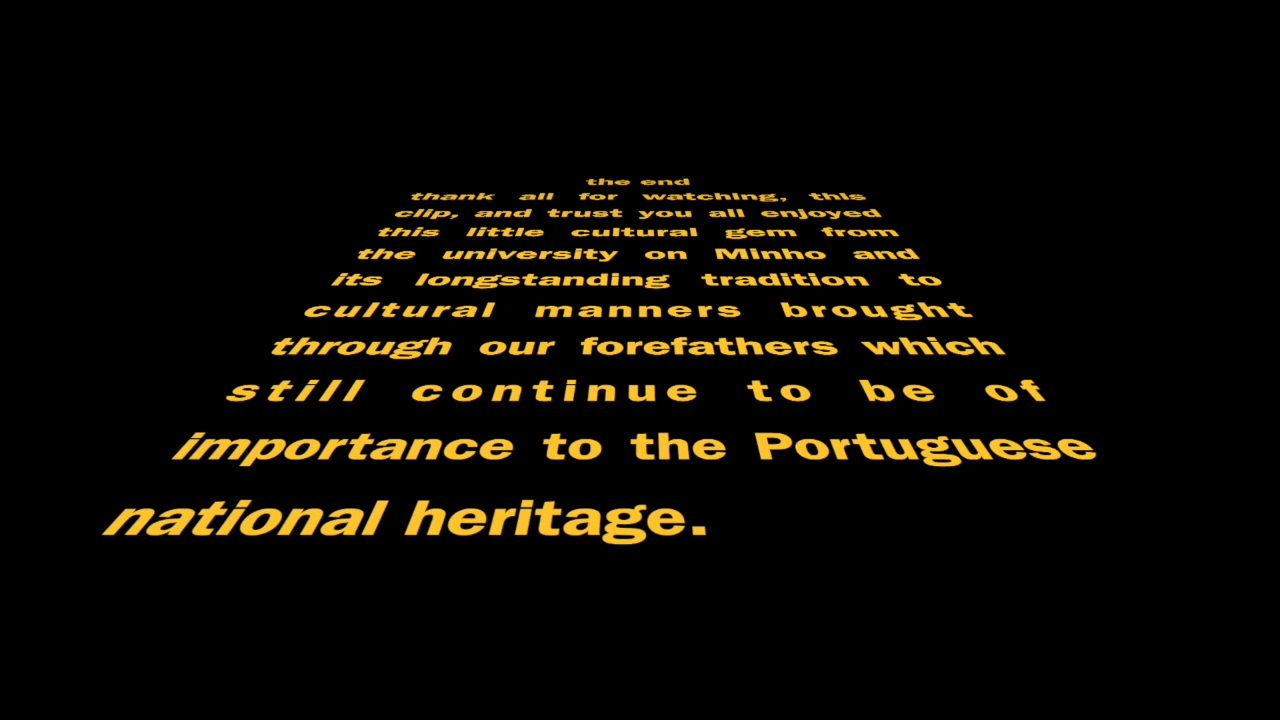 the end
thank all for watching, this
clip, and trust you all enjoyed
this little cultural gem from
the university on Minho and
its longstanding tradition to
cultural manners brought
through our forefathers which
still continue to be of
importance to the Portuguese
national heritage.